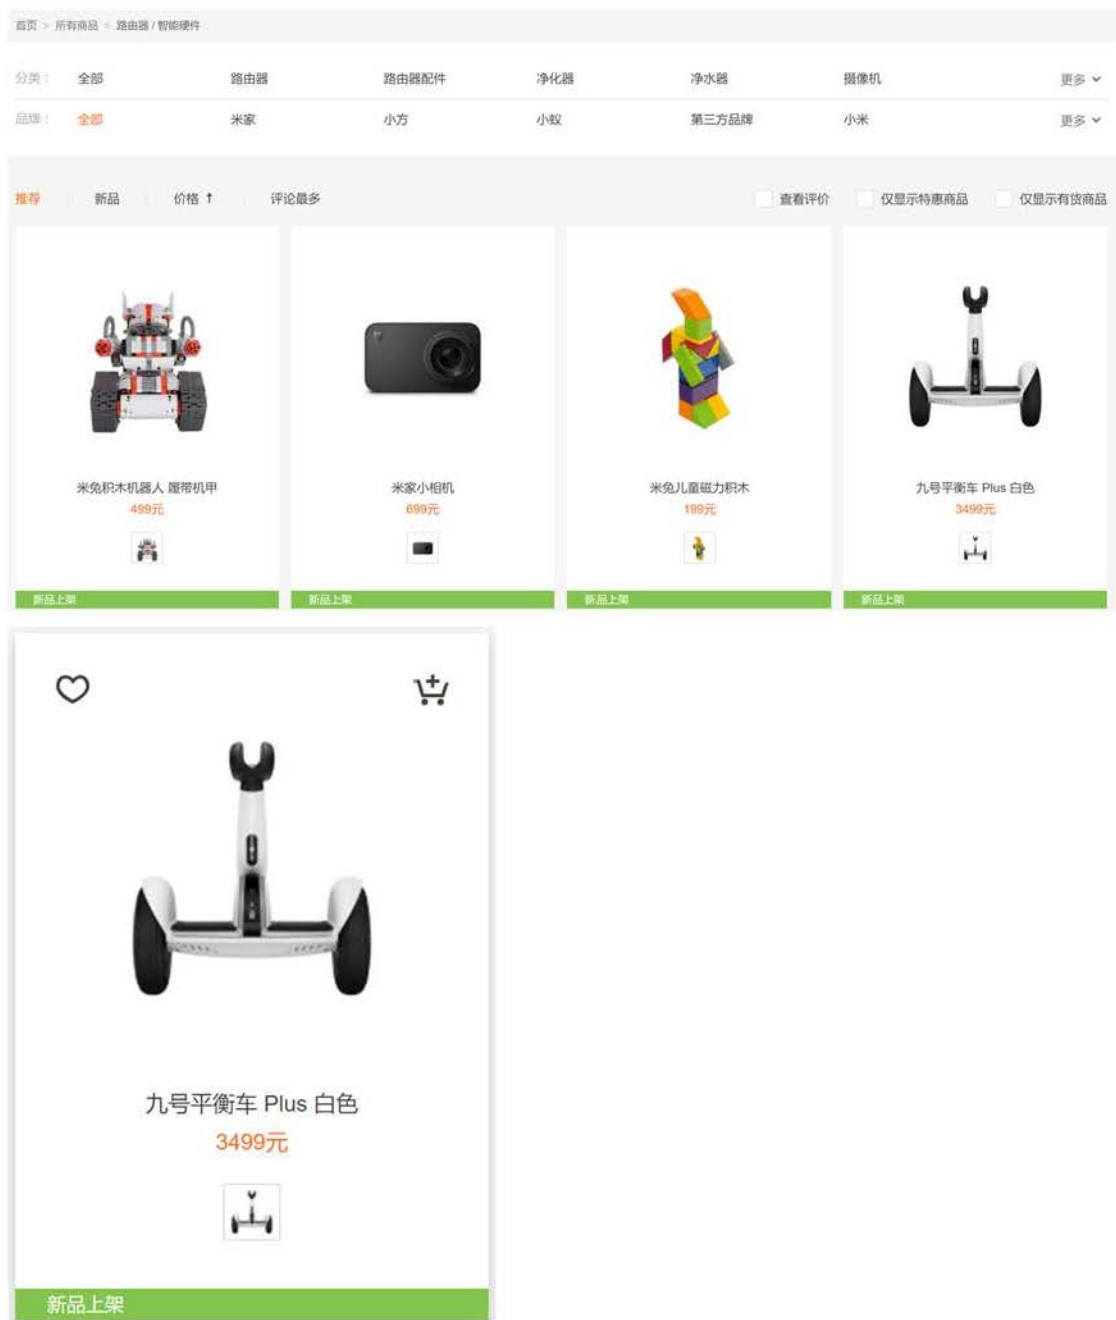 首页 > 所有商品 > 路由器 / 智能硬件
分类： 全部 路由器 路由器配件 净化器 净水器 摄像机 更多
品牌： 全部 米家 小方 小蚁 第三方品牌 小米 更多
推荐 新品 价格 ↑ 评论最多 查看评价 仅显示特惠商品 仅显示有货商品
米兔积木机器人 履带机甲 米家小相机 米兔儿童磁力积木 九号平衡车 Plus 白色
499元 699元 199元 3499元
新品上架 新品上架 新品上架 新品上架
九号平衡车 Plus 白色
3499元
新品上架